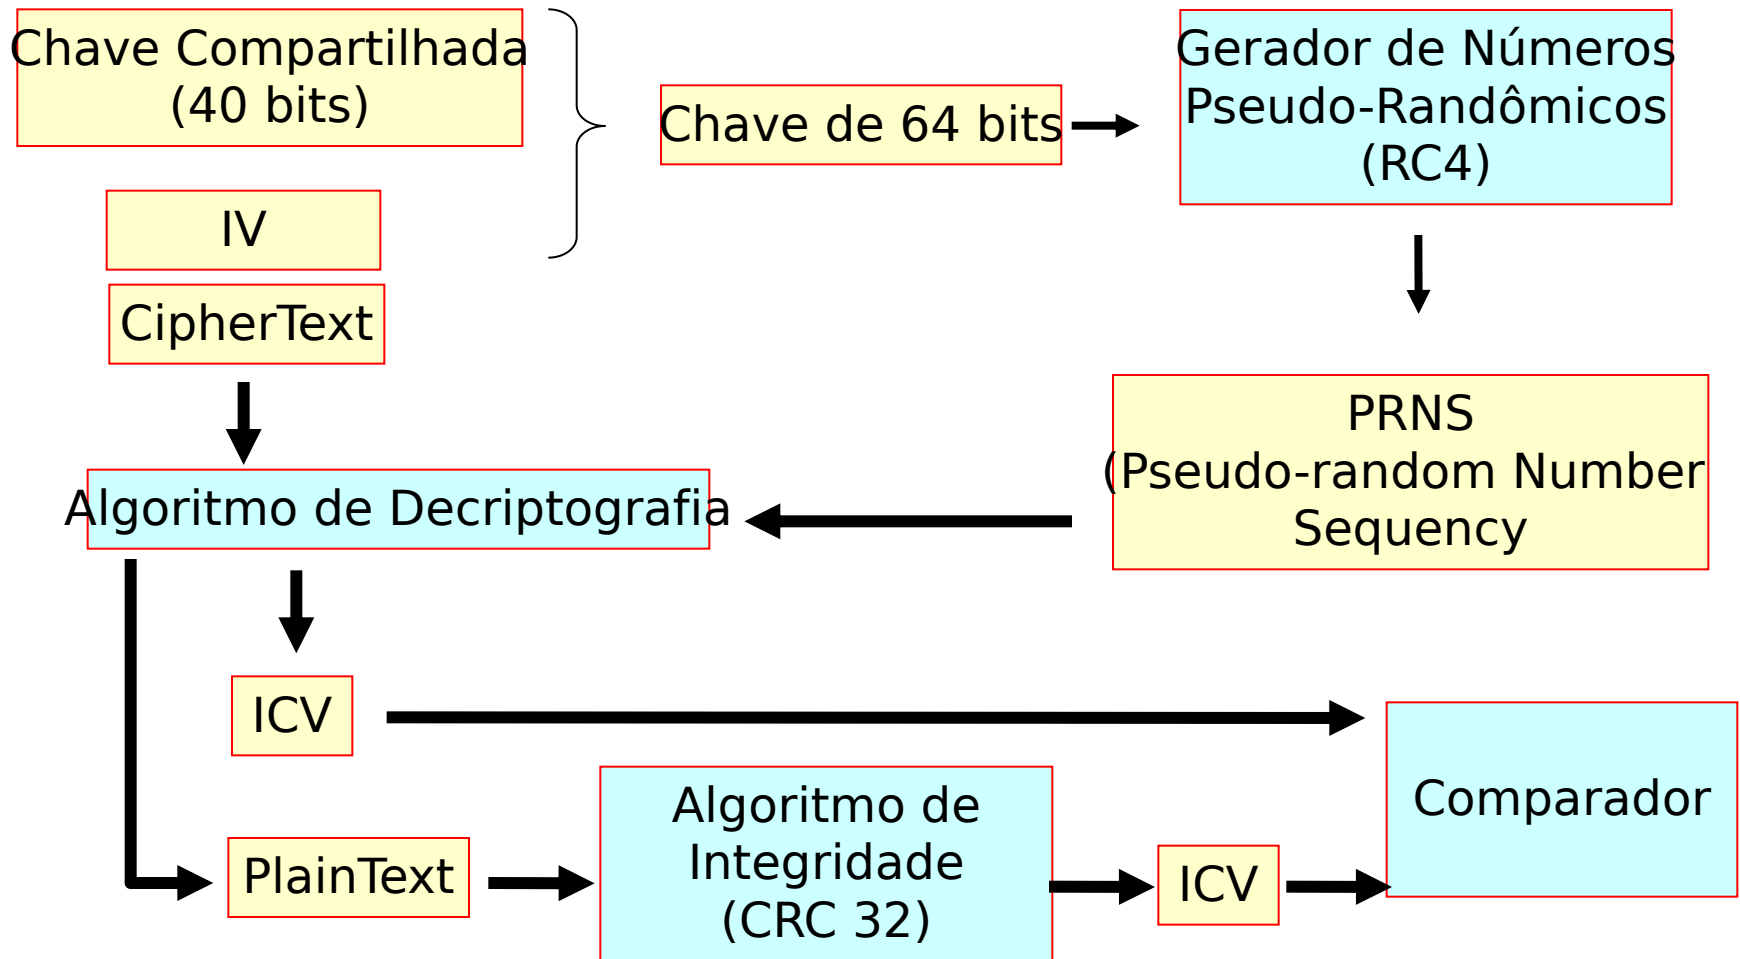 Chave Compartilhada
(40 bits)
IV
CipherText
Chave de 64 bits
Gerador de Números
Pseudo-Randômicos
(RC4)
PRNS
(Pseudo-random Number
Sequency
Algoritmo de Decriptografia
ICV
PlainText
Algoritmo de
Integridade
(CRC 32)
ICV
Comparador